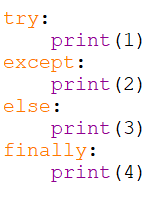 try:
    print(1)
except:
    print(2)
else:
    print(3)
finally:
    print(4)